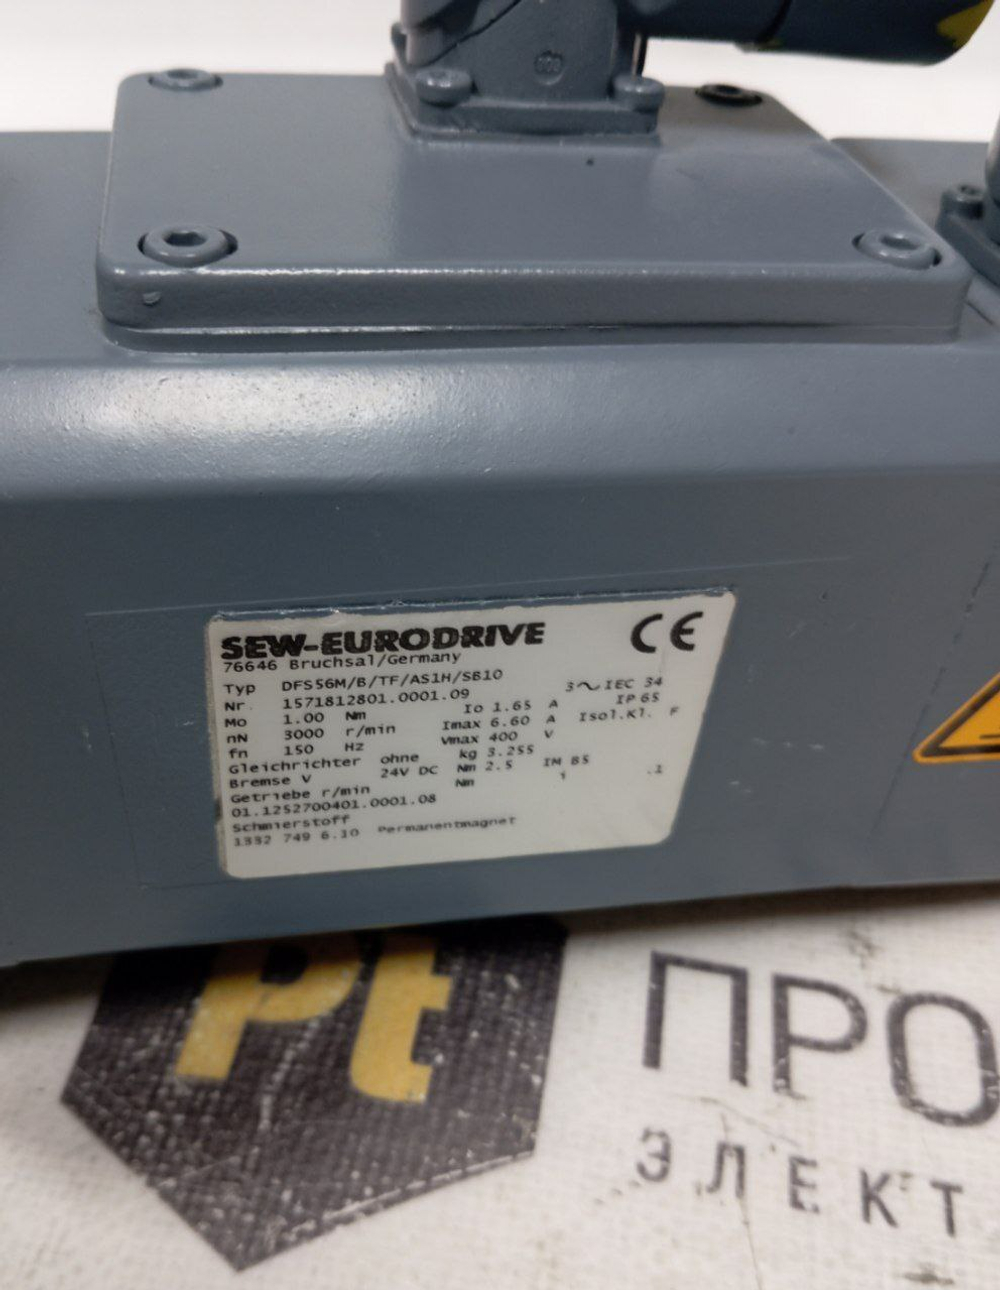 SEW-EURODRIVE CE
76646 Bruchsal/Germany
Typ DFS56M/B/TF/AS1H/SB10 3~ IEC 34
Nr. 1571812801.0001.09 IP 65
Mo 1.00 Nm Io 1.65 A Isol.Kl. F
nN 3000 r/min Imax 6.60 A
fn 150 Hz Vmax 400 V
Gleichrichter ohne kg 3.255
Bremse V 24V DC Nm 2.5 IM B5
Getriebe r/min Nm i .1
01.1252700401.0001.08
Schmierstoff
1332 749 6.10 Permanentmagnet
Pt
ПРО
ЭЛЕКТ